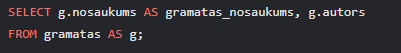 SELECT g.nosaukums AS gramatas_nosaukums, g.autors
FROM gramatas AS g;